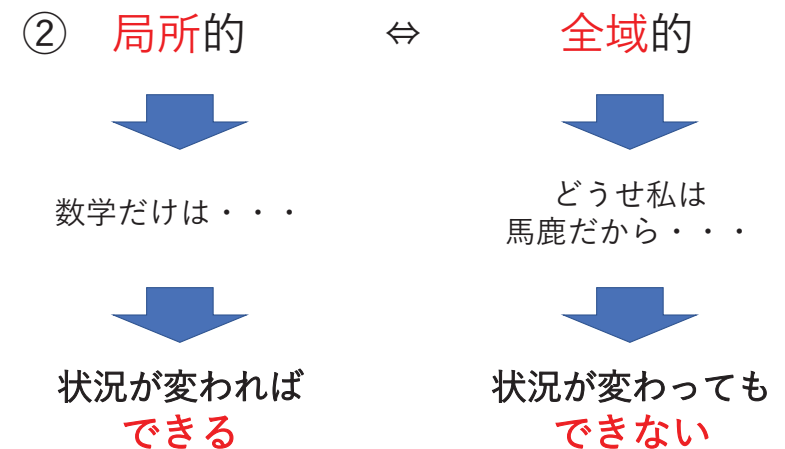 ② 局所的 ⇔ 全域的
数学だけは・・・
どうせ私は
馬鹿だから・・・
状況が変われば
できる
状況が変わっても
できない